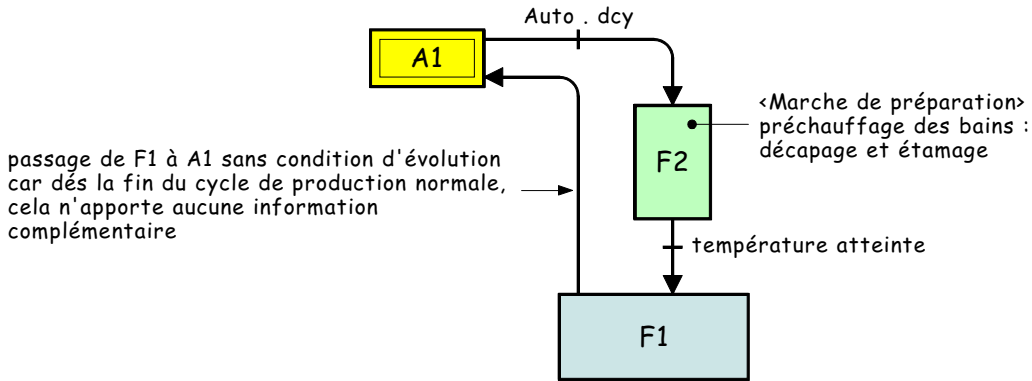 Auto . dcy
A1
<Marche de préparation>
préchauffage des bains :
décapage et étamage
F2
passage de F1 à A1 sans condition d'évolution
car dés la fin du cycle de production normale,
cela n'apporte aucune information
complémentaire
température atteinte
F1